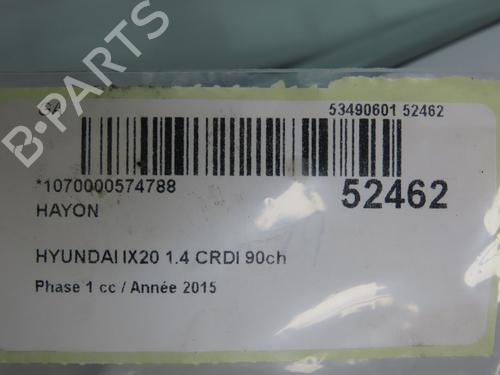 B-PARTS
53490601 52462
*1070000574788
52462
HAYON
HYUNDAI IX20 1.4 CRDI 90ch
Phase 1 cc / Année 2015